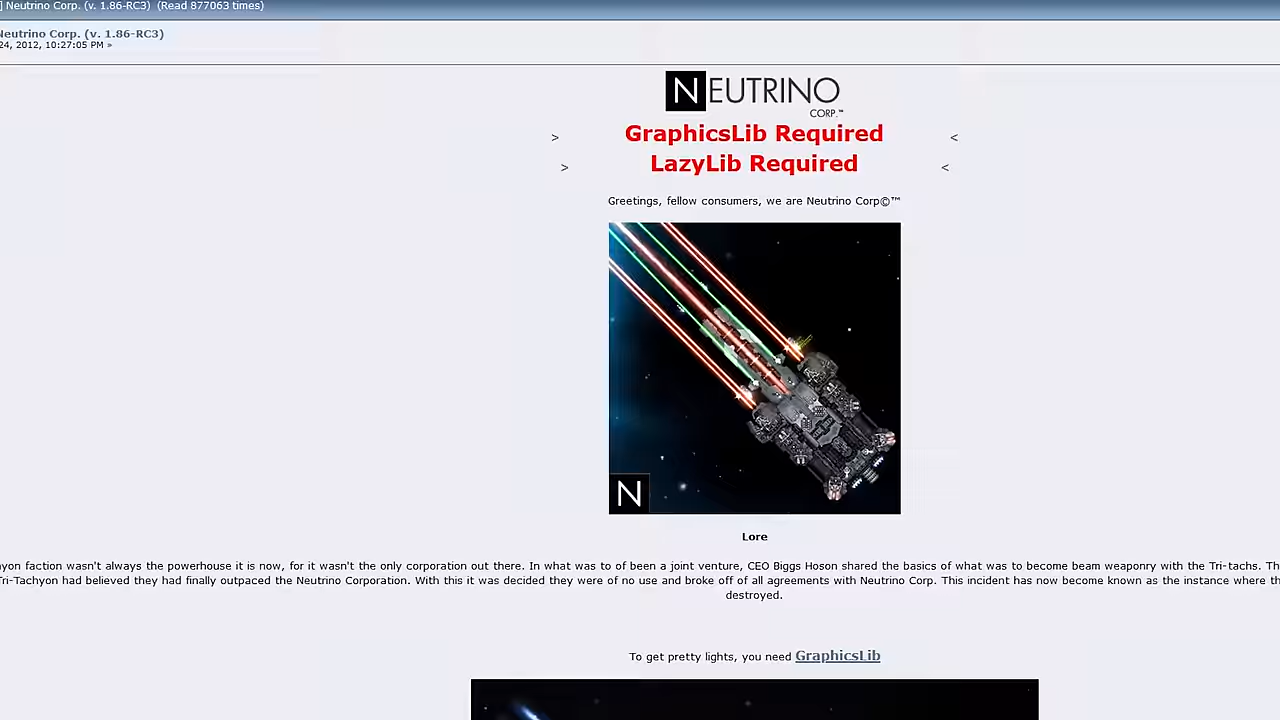 ] Neutrino Corp. (v. 1.86-RC3)  (Read 877063 times)
Neutrino Corp. (v. 1.86-RC3)
24, 2012, 10:27:05 PM »
NEUTRINO
CORP.™
> GraphicsLib Required <
> LazyLib Required <
Greetings, fellow consumers, we are Neutrino Corp©™
N
Lore
yon faction wasn't always the powerhouse it is now, for it wasn't the only corporation out there. In what was to of been a joint venture, CEO Biggs Hoson shared the basics of what was to become beam weaponry with the Tri-tachs. Th
Tri-Tachyon had believed they had finally outpaced the Neutrino Corporation. With this it was decided they were of no use and broke off of all agreements with Neutrino Corp. This incident has now become known as the instance where th
destroyed.
To get pretty lights, you need GraphicsLib